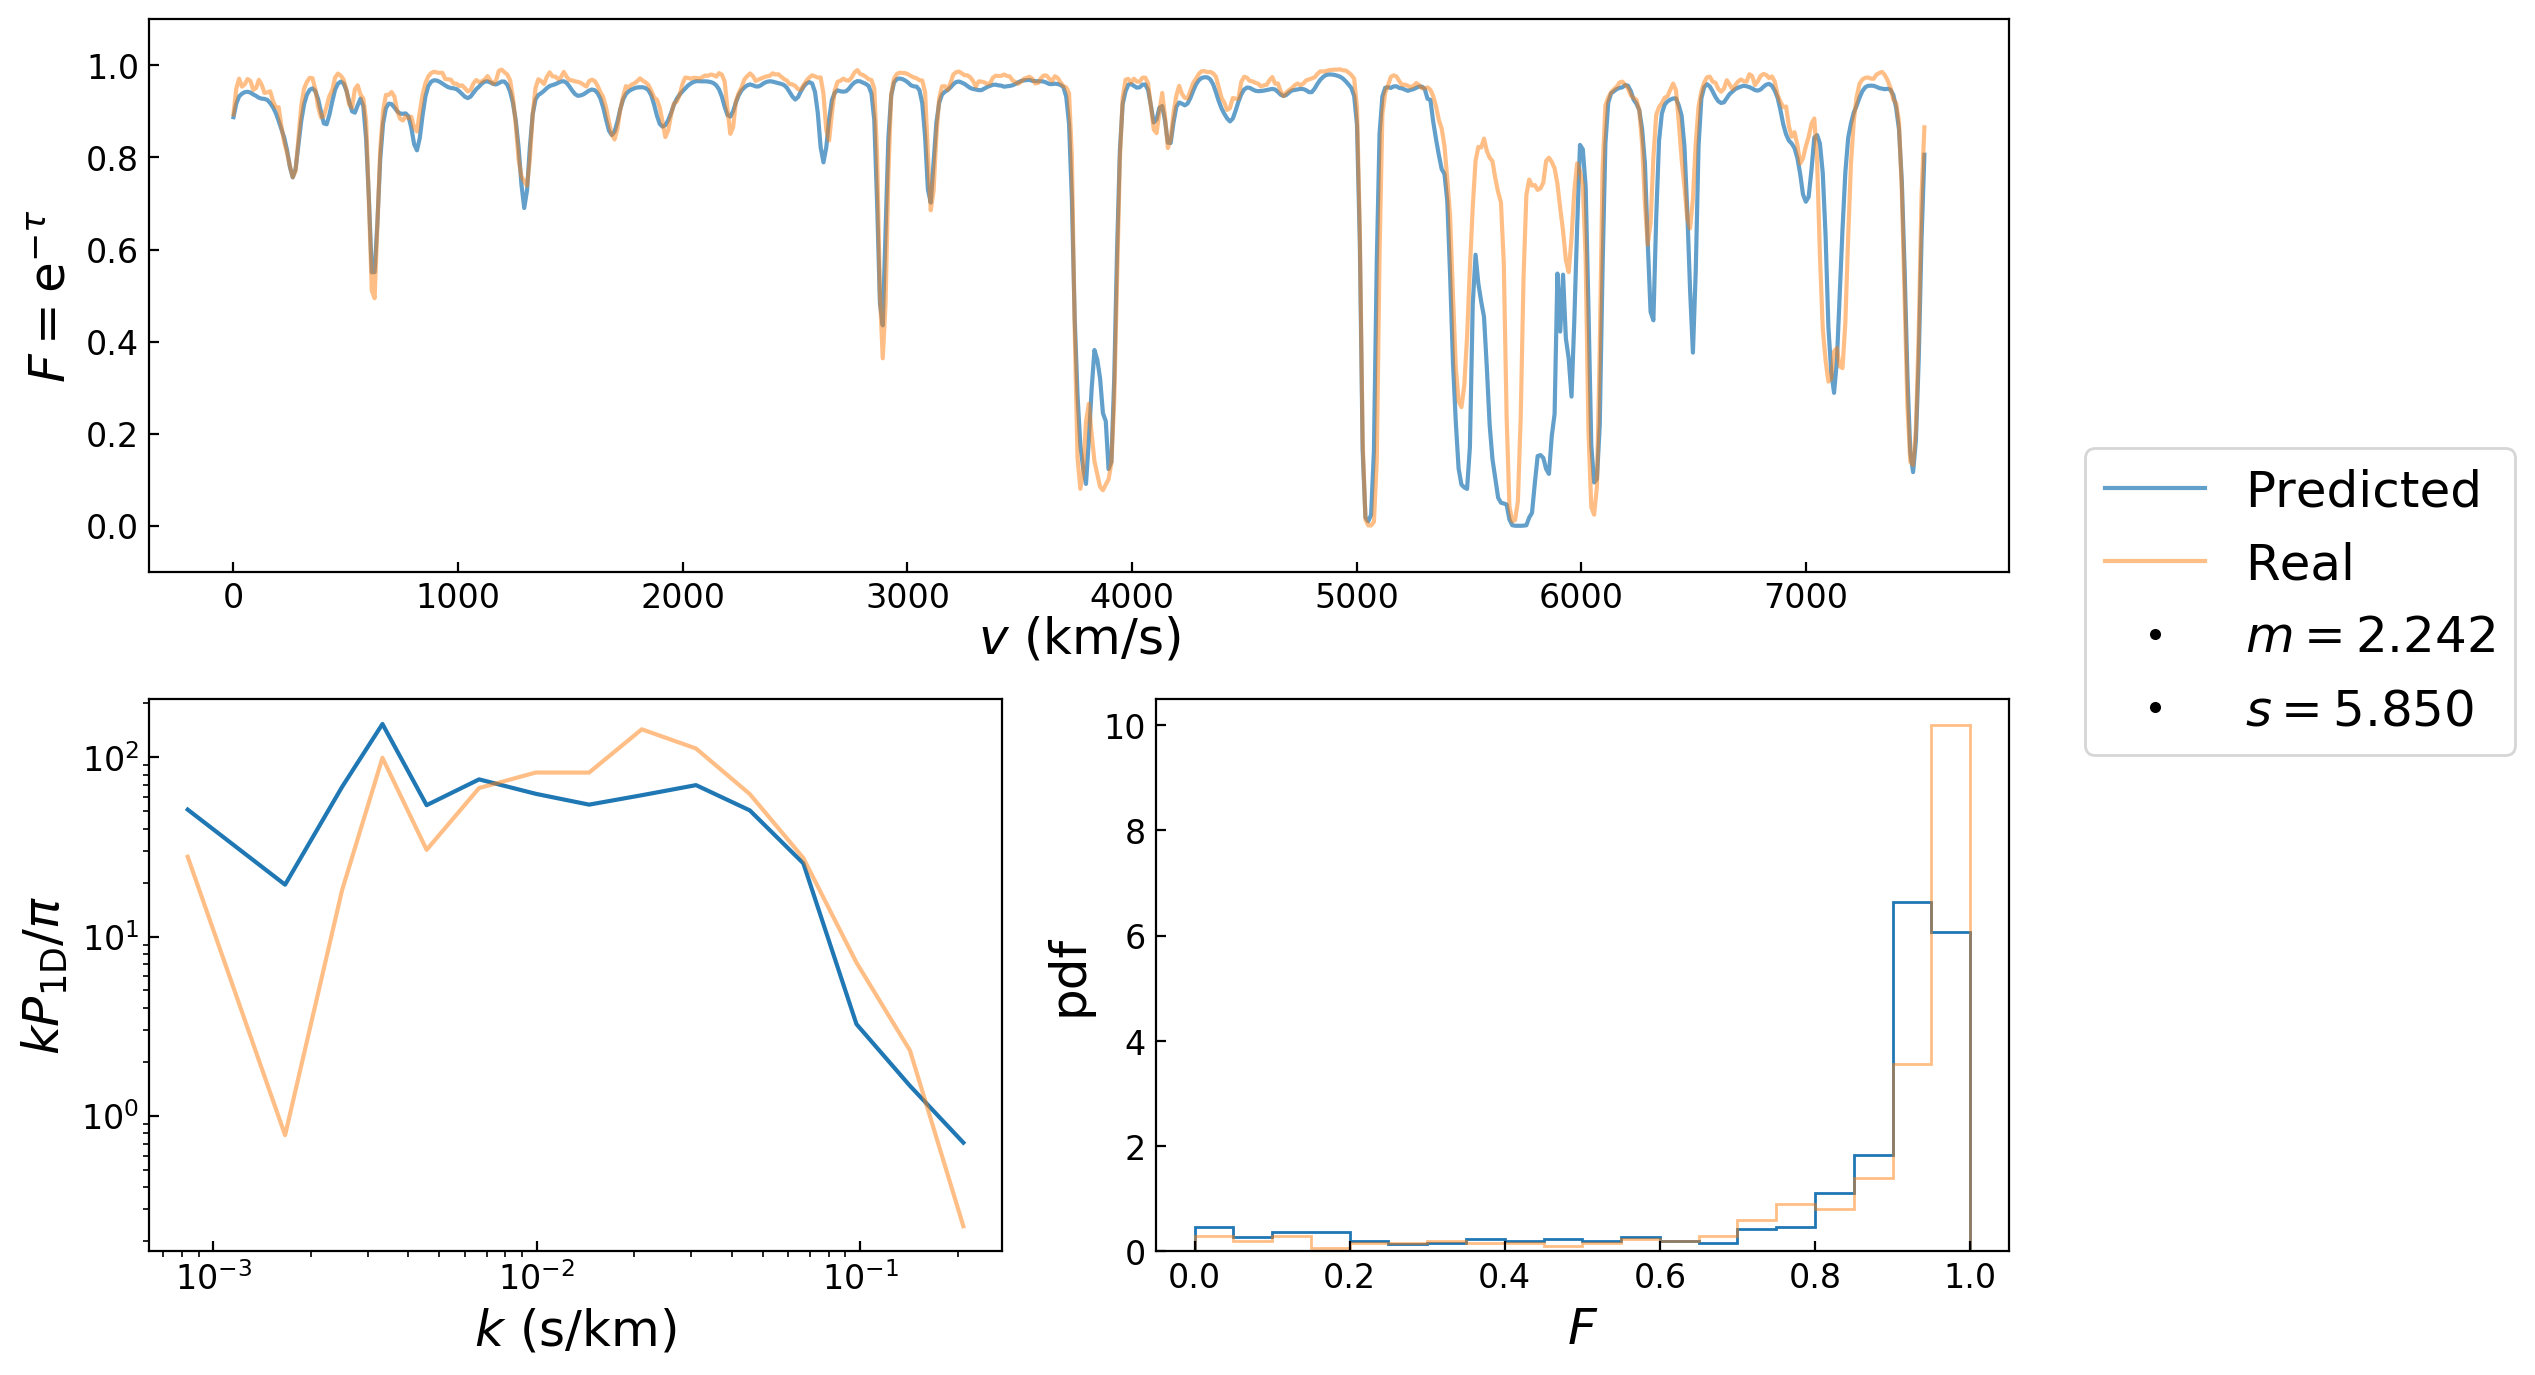 F = e^{−τ}
1.0
0.8
0.6
0.4
0.2
0.0
0 1000 2000 3000 4000 5000 6000 7000
v (km/s)
Predicted
Real
m = 2.242
s = 5.850
kP_{1D}/π
10^2
10^1
10^0
10^{−3} 10^{−2} 10^{−1}
k (s/km)
pdf
10
8
6
4
2
0
0.0 0.2 0.4 0.6 0.8 1.0
F